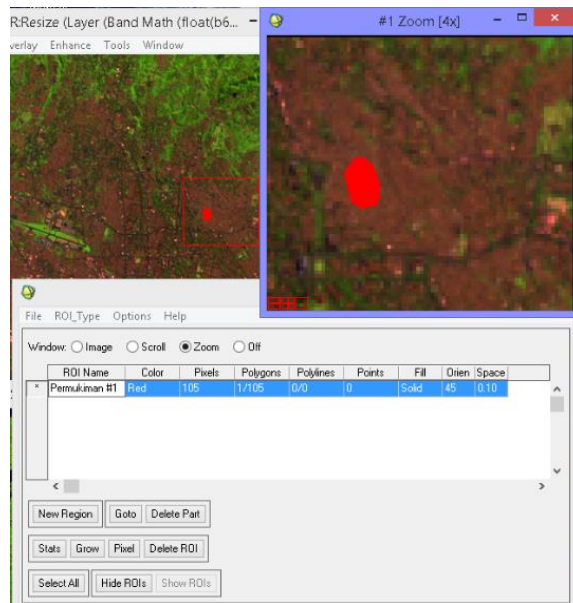 R:Resize (Layer (Band Math (float(b6...
verlay Enhance Tools Window
#1 Zoom [4x]
File ROI_Type Options Help
Window: Image Scroll Zoom Off
ROI Name Color Pixels Polygons Polylines Points Fill Orien Space
* Permukiman #1 Red 105 1/105 0/0 0 Solid 45 0.10
New Region Goto Delete Part
Stats Grow Pixel Delete ROI
Select All Hide ROIs Show ROIs